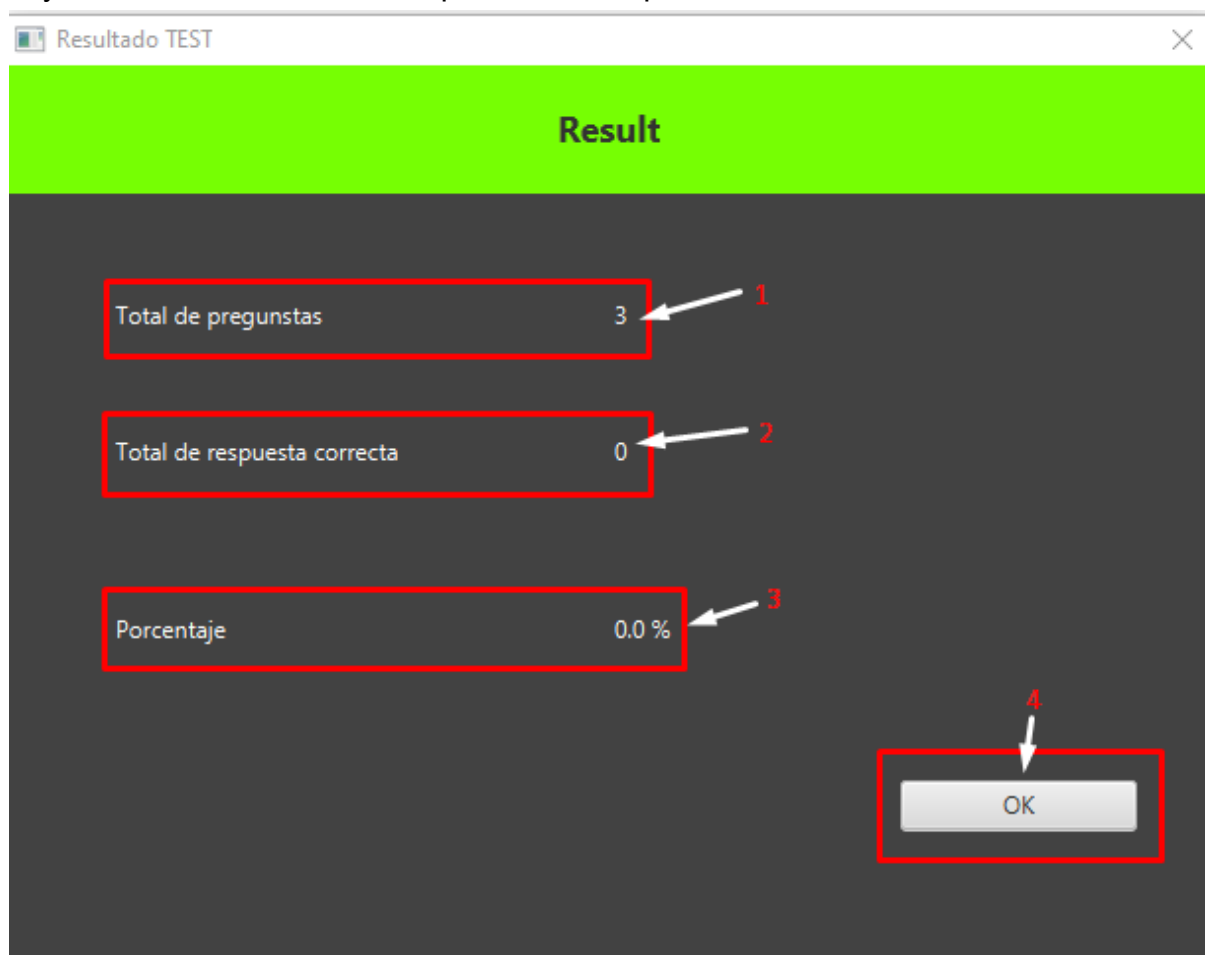 Resultado TEST
Result
Total de pregunstas 3 1
Total de respuesta correcta 0 2
Porcentaje 0.0 % 3
4
OK